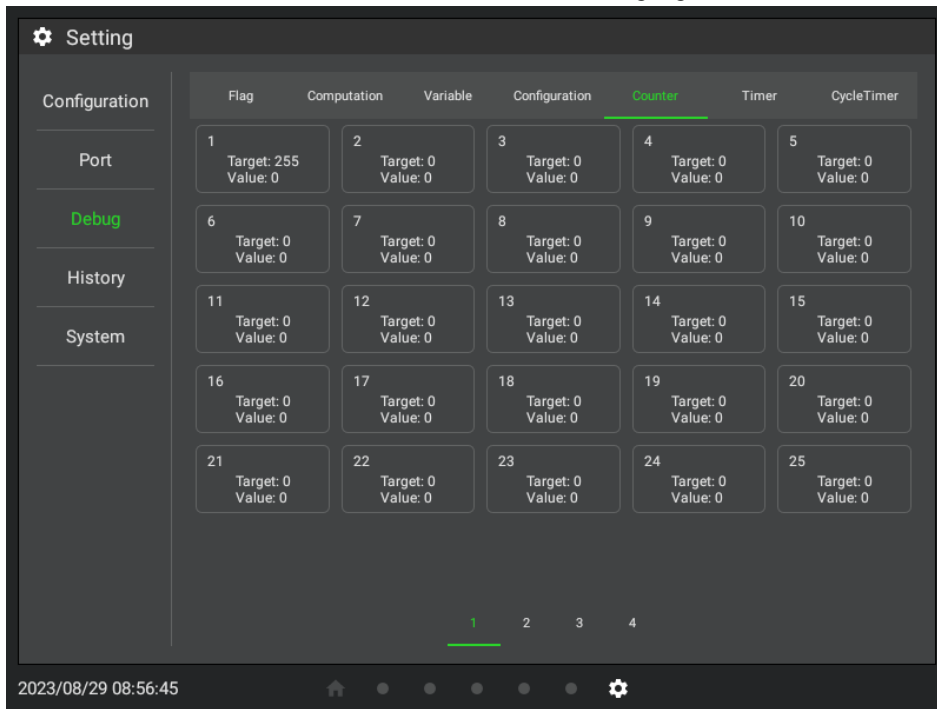 Setting
Configuration
Port
Debug
History
System
Flag Computation Variable Configuration Counter Timer CycleTimer
1
Target: 255
Value: 0
2
Target: 0
Value: 0
3
Target: 0
Value: 0
4
Target: 0
Value: 0
5
Target: 0
Value: 0
6
Target: 0
Value: 0
7
Target: 0
Value: 0
8
Target: 0
Value: 0
9
Target: 0
Value: 0
10
Target: 0
Value: 0
11
Target: 0
Value: 0
12
Target: 0
Value: 0
13
Target: 0
Value: 0
14
Target: 0
Value: 0
15
Target: 0
Value: 0
16
Target: 0
Value: 0
17
Target: 0
Value: 0
18
Target: 0
Value: 0
19
Target: 0
Value: 0
20
Target: 0
Value: 0
21
Target: 0
Value: 0
22
Target: 0
Value: 0
23
Target: 0
Value: 0
24
Target: 0
Value: 0
25
Target: 0
Value: 0
1 2 3 4
2023/08/29 08:56:45